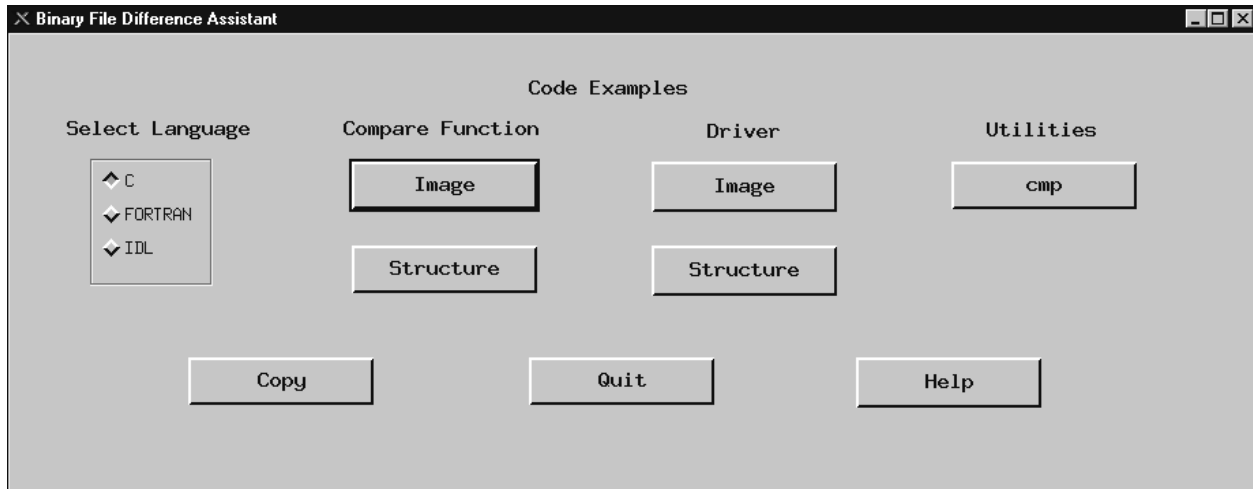 Binary File Difference Assistant
Code Examples
Select Language
Compare Function
Driver
Utilities
C
FORTRAN
IDL
Image
Structure
Image
Structure
cmp
Copy
Quit
Help